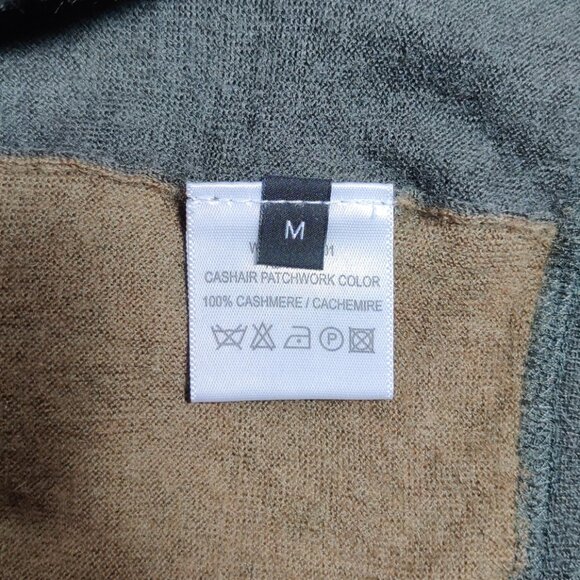 M
CASHAIR PATCHWORK COLOR
100% CASHMERE / CACHEMIRE
P